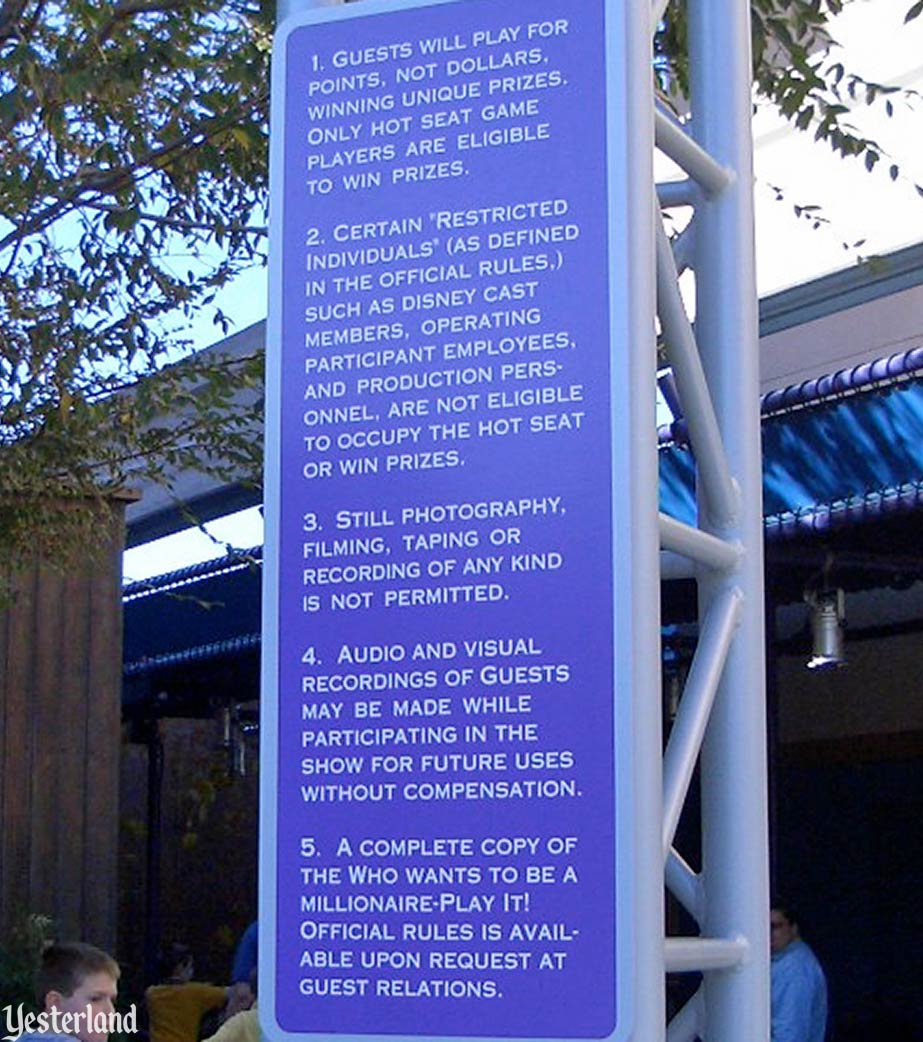 1. GUESTS WILL PLAY FOR
POINTS, NOT DOLLARS,
WINNING UNIQUE PRIZES.
ONLY HOT SEAT GAME
PLAYERS ARE ELIGIBLE
TO WIN PRIZES.
2. CERTAIN "RESTRICTED
INDIVIDUALS" (AS DEFINED
IN THE OFFICIAL RULES,)
SUCH AS DISNEY CAST
MEMBERS, OPERATING
PARTICIPANT EMPLOYEES,
AND PRODUCTION PERS-
ONNEL, ARE NOT ELIGIBLE
TO OCCUPY THE HOT SEAT
OR WIN PRIZES.
3. STILL PHOTOGRAPHY,
FILMING, TAPING OR
RECORDING OF ANY KIND
IS NOT PERMITTED.
4. AUDIO AND VISUAL
RECORDINGS OF GUESTS
MAY BE MADE WHILE
PARTICIPATING IN THE
SHOW FOR FUTURE USES
WITHOUT COMPENSATION.
5. A COMPLETE COPY OF
THE WHO WANTS TO BE A
MILLIONAIRE-PLAY IT!
OFFICIAL RULES IS AVAIL-
ABLE UPON REQUEST AT
GUEST RELATIONS.
Yesterland